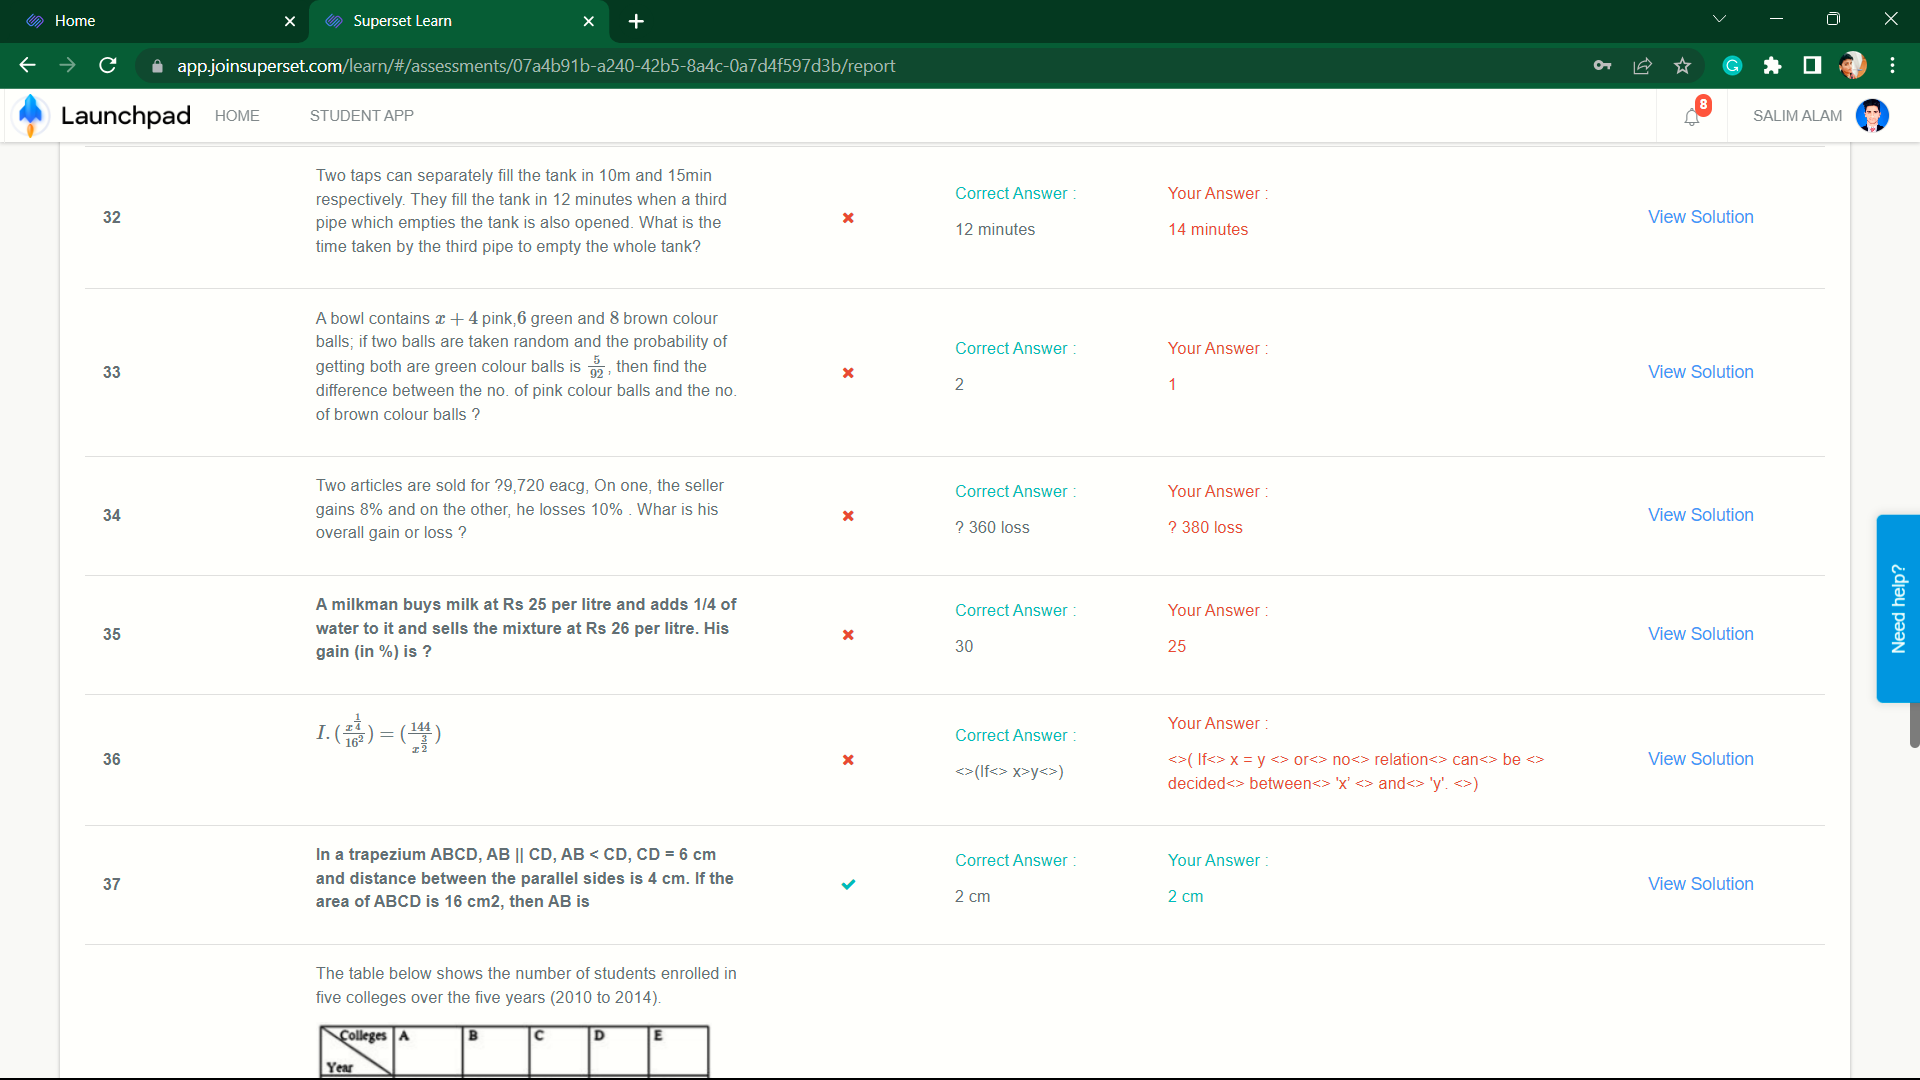 Home
Superset Learn
app.joinsuperset.com/learn/#/assessments/07a4b91b-a240-42b5-8a4c-0a7d4f597d3b/report
Launchpad
HOME
STUDENT APP
8
SALIM ALAM
32
Two taps can separately fill the tank in 10m and 15min
respectively. They fill the tank in 12 minutes when a third
pipe which empties the tank is also opened. What is the
time taken by the third pipe to empty the whole tank?
Correct Answer :
12 minutes
Your Answer :
14 minutes
View Solution
33
A bowl contains x + 4 pink,6 green and 8 brown colour
balls; if two balls are taken random and the probability of
getting both are green colour balls is 5/92, then find the
difference between the no. of pink colour balls and the no.
of brown colour balls ?
Correct Answer :
2
Your Answer :
1
View Solution
34
Two articles are sold for ?9,720 eacg, On one, the seller
gains 8% and on the other, he losses 10% . Whar is his
overall gain or loss ?
Correct Answer :
? 360 loss
Your Answer :
? 380 loss
View Solution
35
A milkman buys milk at Rs 25 per litre and adds 1/4 of
water to it and sells the mixture at Rs 26 per litre. His
gain (in %) is ?
Correct Answer :
30
Your Answer :
25
View Solution
36
I. (x^(1/4)/16^2) = (144/x^(3/2))
Correct Answer :
<>(If<> x>y<>)
Your Answer :
<>( If<> x = y <> or<> no<> relation<> can<> be <>
decided<> between<> 'x' <> and<> 'y'. <>)
View Solution
37
In a trapezium ABCD, AB || CD, AB < CD, CD = 6 cm
and distance between the parallel sides is 4 cm. If the
area of ABCD is 16 cm2, then AB is
Correct Answer :
2 cm
Your Answer :
2 cm
View Solution
The table below shows the number of students enrolled in
five colleges over the five years (2010 to 2014).
Colleges A B C D E
Year
Need help?